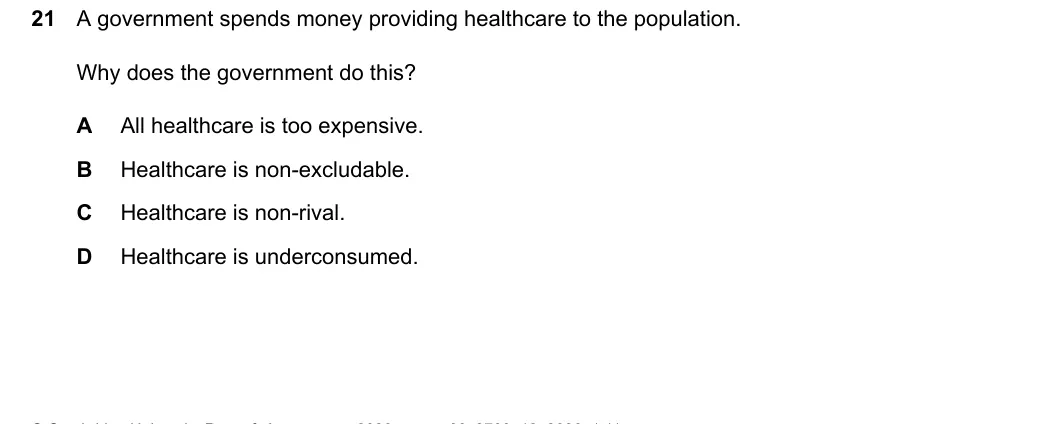 21 A government spends money providing healthcare to the population.
Why does the government do this?
A All healthcare is too expensive.
B Healthcare is non-excludable.
C Healthcare is non-rival.
D Healthcare is underconsumed.